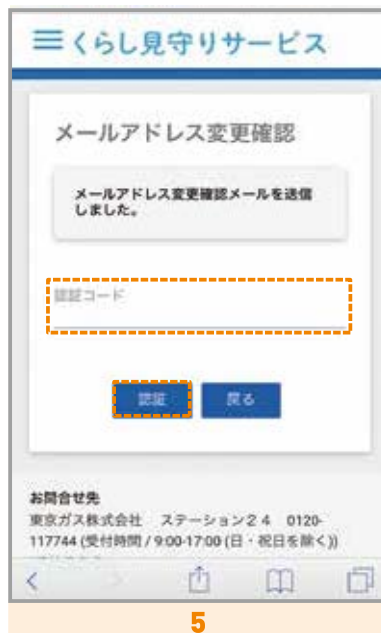 くらし見守りサービス
メールアドレス変更確認
メールアドレス変更確認メールを送信
しました。
認証コード
認証 戻る
お問合せ先
東京ガス株式会社 ステーション24 0120-
117744 (受付時間 / 9:00-17:00 (日・祝日を除く))
5